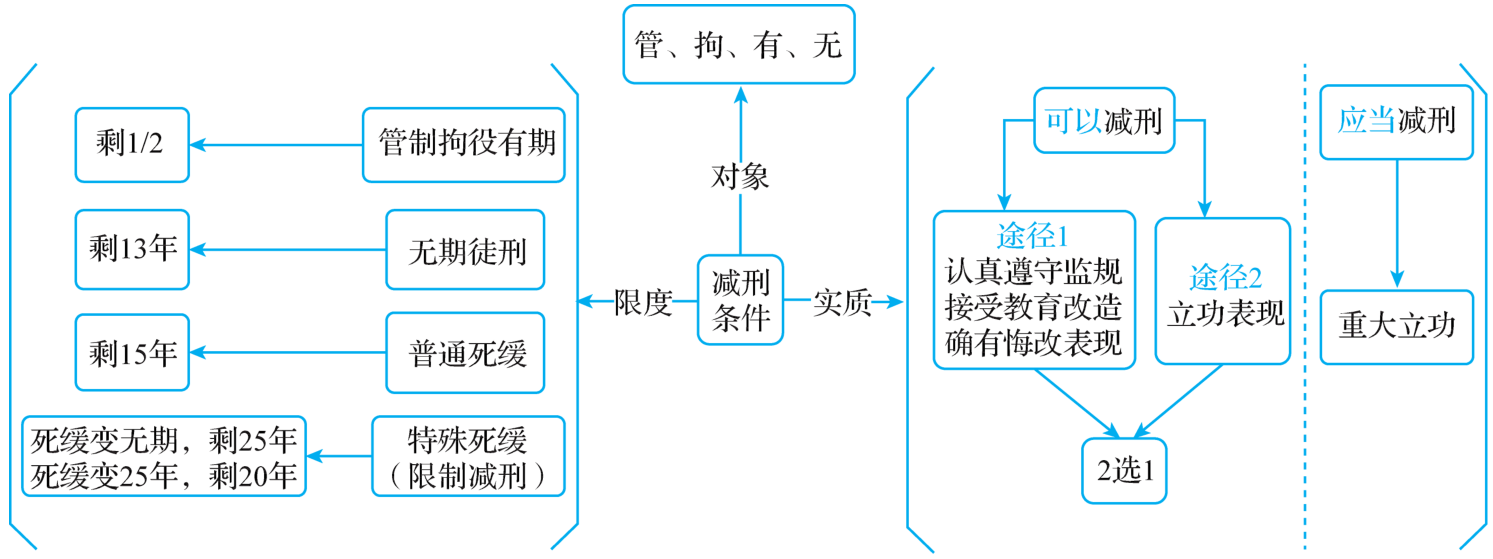 管、拘、有、无
对象
减刑
条件
限度
实质
管制拘役有期
剩1/2
无期徒刑
剩13年
普通死缓
剩15年
特殊死缓
（限制减刑）
死缓变无期，剩25年
死缓变25年，剩20年
可以减刑
途径1
认真遵守监规
接受教育改造
确有悔改表现
途径2
立功表现
2选1
应当减刑
重大立功